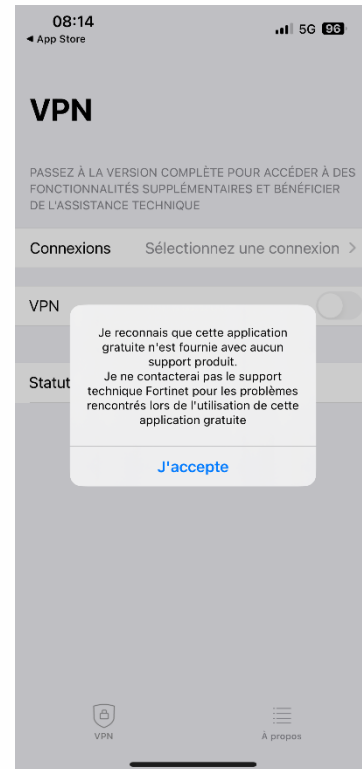 08:14
5G 96
◀ App Store
VPN
PASSEZ À LA VERSION COMPLÈTE POUR ACCÉDER À DES
FONCTIONNALITÉS SUPPLÉMENTAIRES ET BÉNÉFICIER
DE L'ASSISTANCE TECHNIQUE
Connexions Sélectionnez une connexion >
VPN
Je reconnais que cette application
gratuite n'est fournie avec aucun
support produit.
Je ne contacterai pas le support
technique Fortinet pour les problèmes
rencontrés lors de l'utilisation de cette
application gratuite
Statut
J'accepte
VPN
À propos